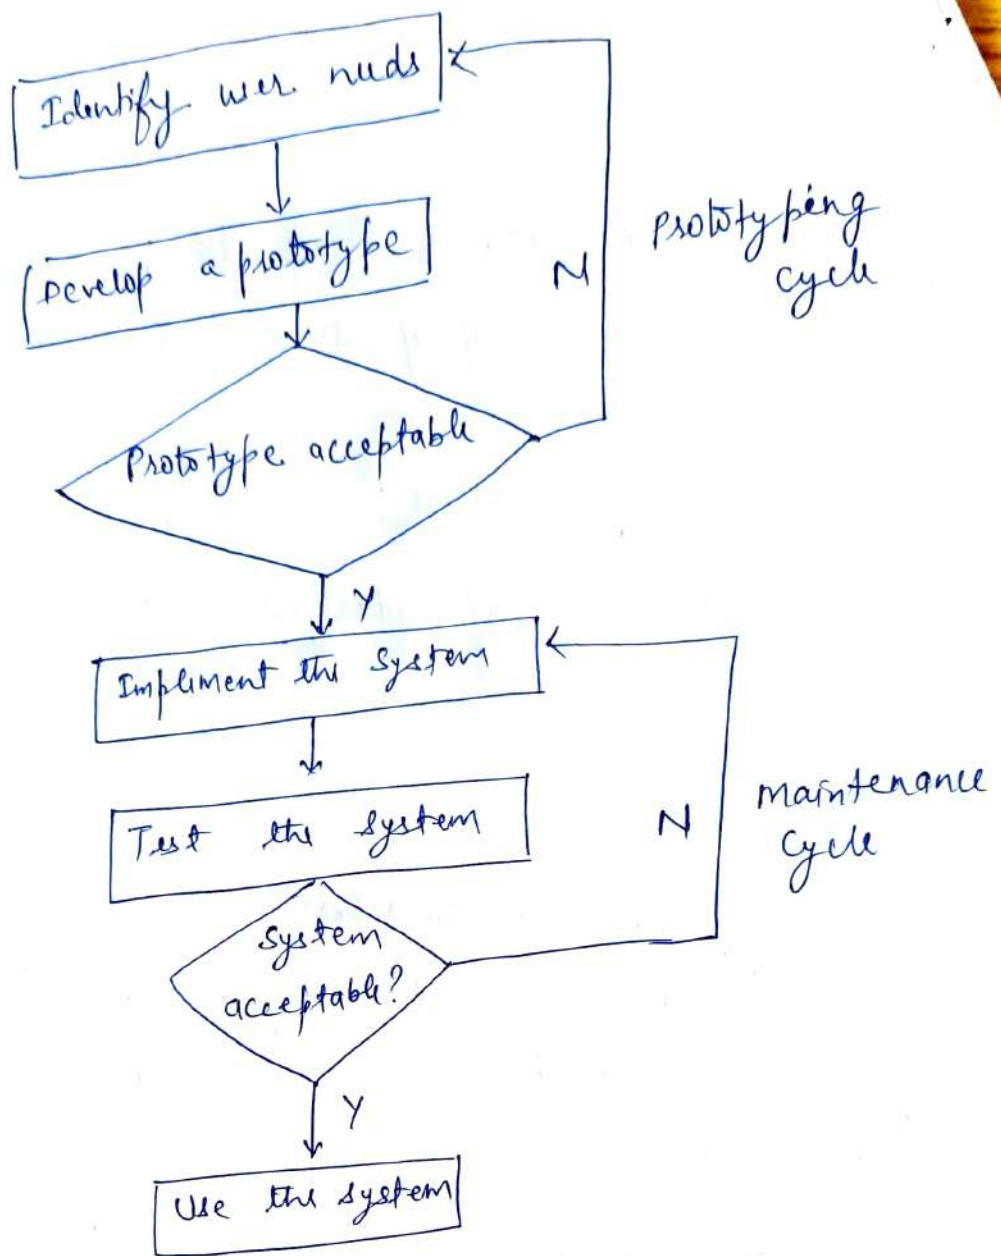 Identify user needs
Develop a prototype
Prototyping
cycle
N
Prototype acceptable
Y
Impliment the system
Test the system
Maintenance
cycle
N
System
acceptable?
Y
Use the system